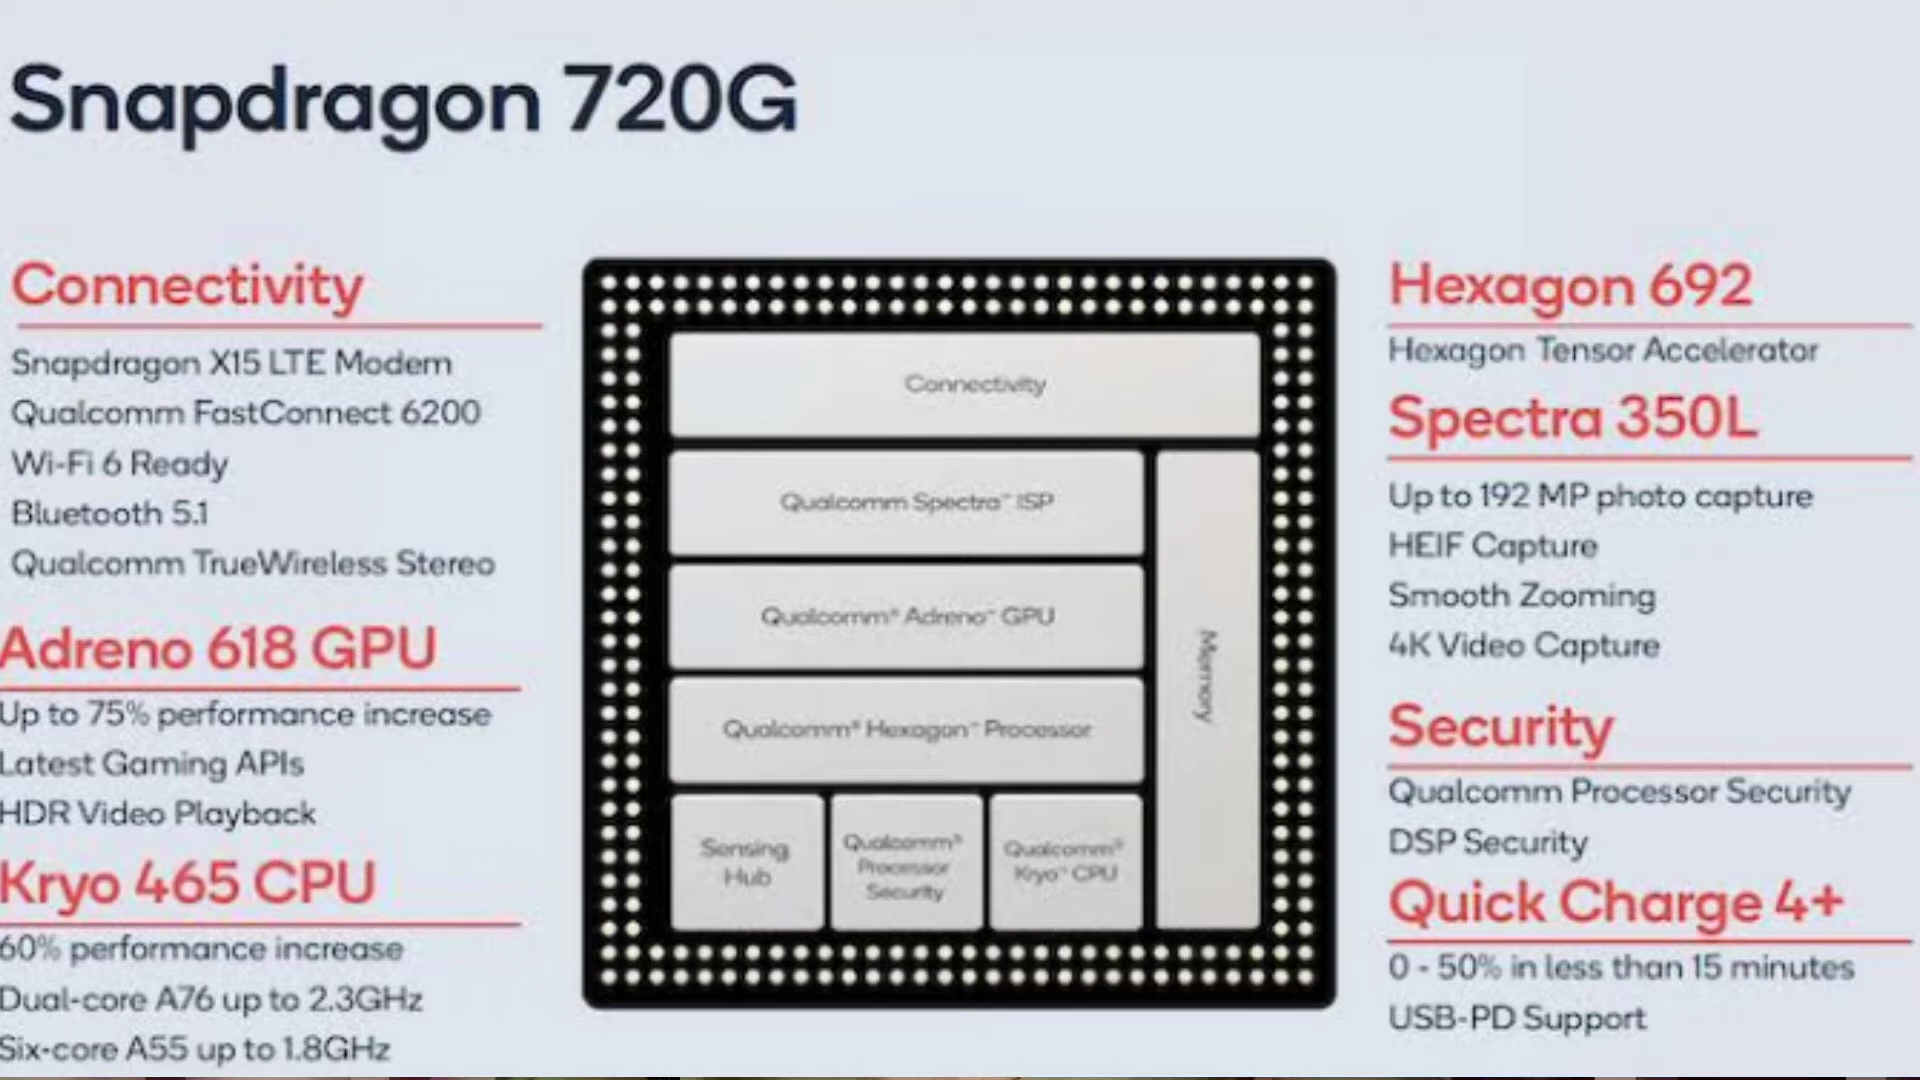 Snapdragon 720G
Connectivity
Snapdragon X15 LTE Modem
Qualcomm FastConnect 6200
Wi-Fi 6 Ready
Bluetooth 5.1
Qualcomm TrueWireless Stereo
Adreno 618 GPU
Up to 75% performance increase
Latest Gaming APIs
HDR Video Playback
Kryo 465 CPU
60% performance increase
Dual-core A76 up to 2.3GHz
Six-core A55 up to 1.8GHz
Connectivity
Qualcomm Spectra™ ISP
Qualcomm® Adreno™ GPU
Qualcomm® Hexagon™ Processor
Sensing
Hub
Qualcomm®
Processor
Security
Qualcomm®
Kryo™ CPU
Memory
Hexagon 692
Hexagon Tensor Accelerator
Spectra 350L
Up to 192 MP photo capture
HEIF Capture
Smooth Zooming
4K Video Capture
Security
Qualcomm Processor Security
DSP Security
Quick Charge 4+
0 - 50% in less than 15 minutes
USB-PD Support